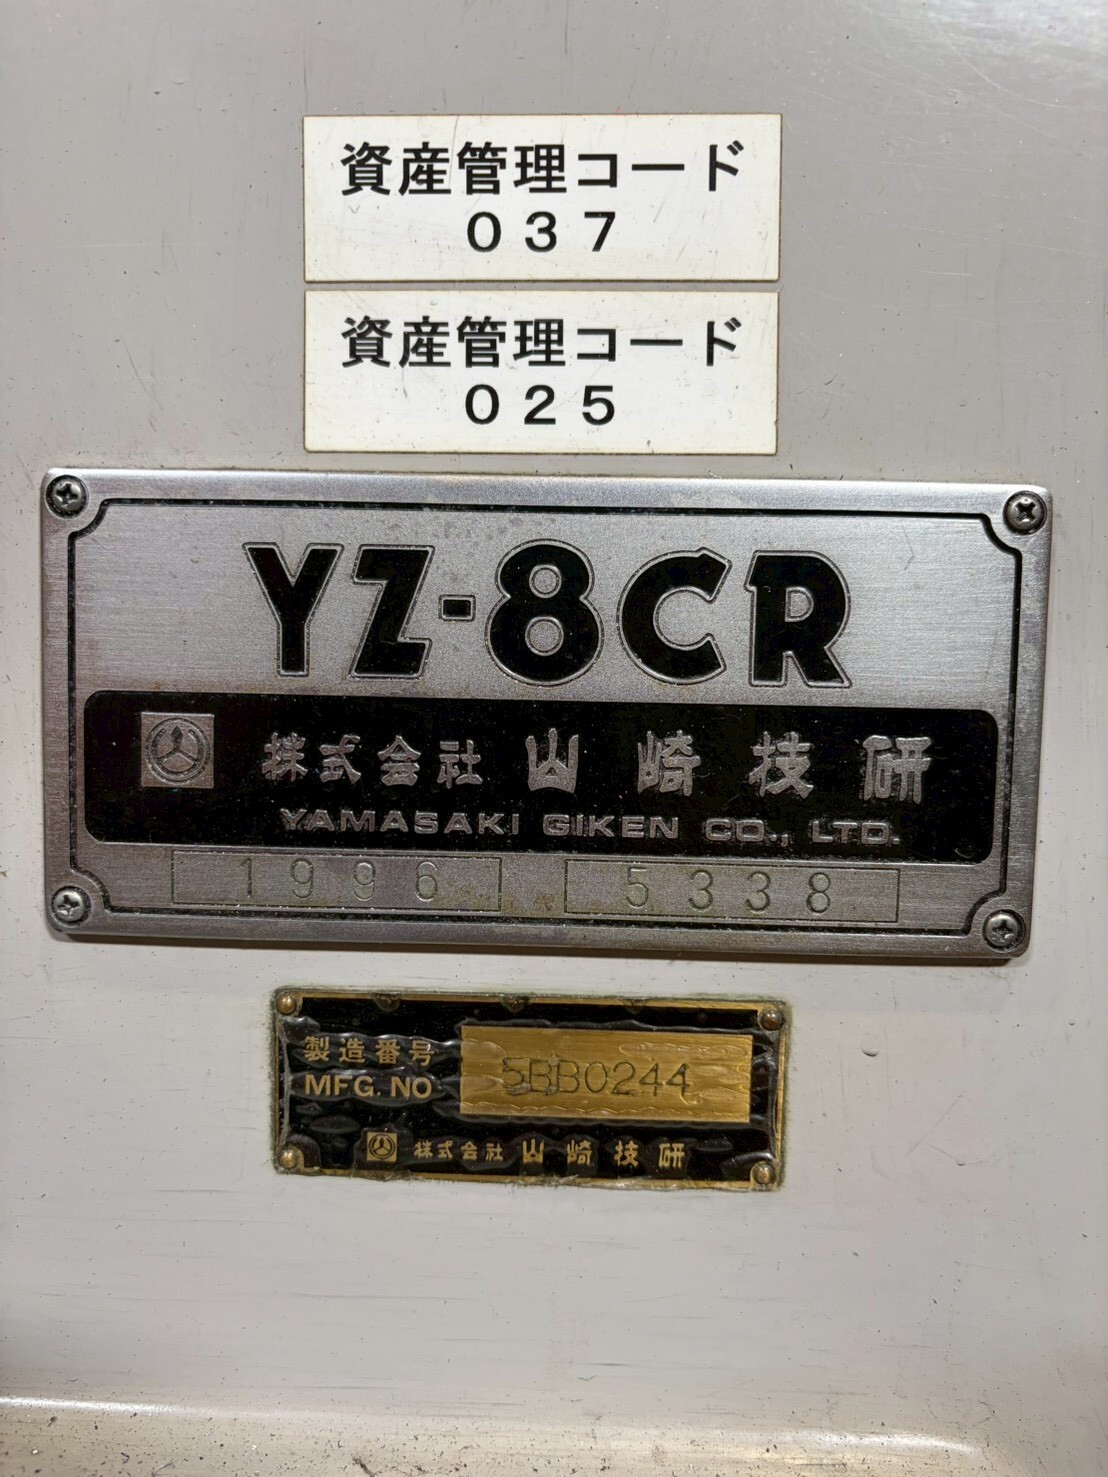 資産管理コード
037
資産管理コード
025
YZ-8CR
株式会社 山崎技研
YAMASAKI GIKEN CO., LTD.
1996 5338
製造番号 5BB0244
MFG. NO
株式会社 山崎技研